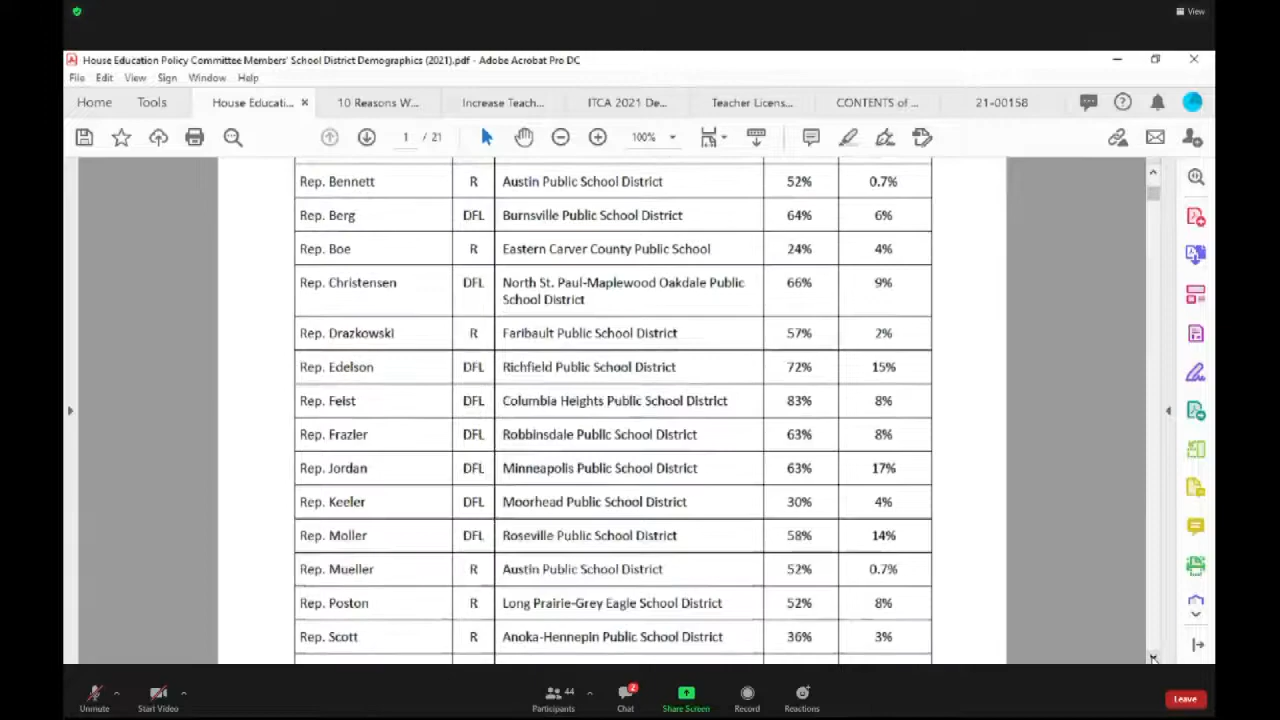 View
House Education Policy Committee Members' School District Demographics (2021).pdf - Adobe Acrobat Pro DC
File Edit View Sign Window Help
Home Tools House Educati... 10 Reasons W... Increase Teach... ITCA 2021 De... Teacher Licens... CONTENTS of ... 21-00158
1 / 21 100%
Rep. Bennett R Austin Public School District 52% 0.7%
Rep. Berg DFL Burnsville Public School District 64% 6%
Rep. Boe R Eastern Carver County Public School 24% 4%
Rep. Christensen DFL North St. Paul-Maplewood Oakdale Public 66% 9%
School District
Rep. Drazkowski R Faribault Public School District 57% 2%
Rep. Edelson DFL Richfield Public School District 72% 15%
Rep. Feist DFL Columbia Heights Public School District 83% 8%
Rep. Frazler DFL Robbinsdale Public School District 63% 8%
Rep. Jordan DFL Minneapolis Public School District 63% 17%
Rep. Keeler DFL Moorhead Public School District 30% 4%
Rep. Moller DFL Roseville Public School District 58% 14%
Rep. Mueller R Austin Public School District 52% 0.7%
Rep. Poston R Long Prairie-Grey Eagle School District 52% 8%
Rep. Scott R Anoka-Hennepin Public School District 36% 3%
Unmute Start Video 44 Participants 2 Chat Share Screen Record Reactions Leave